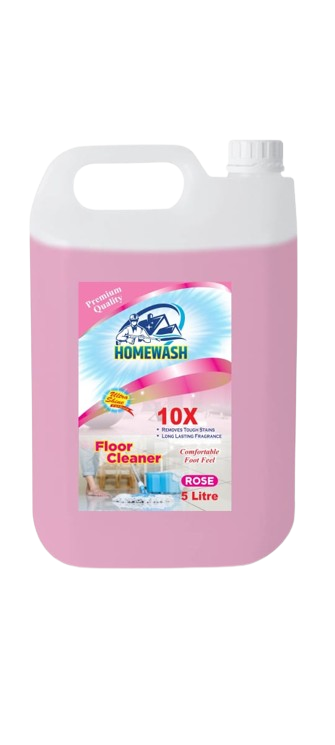 Premium
Quality
HOMEWASH
Ultra
Shine
10X
• REMOVES TOUGH STAINS
• LONG LASTING FRAGRANCE
Floor
Cleaner
Comfortable
Foot Feel
ROSE
5 Litre